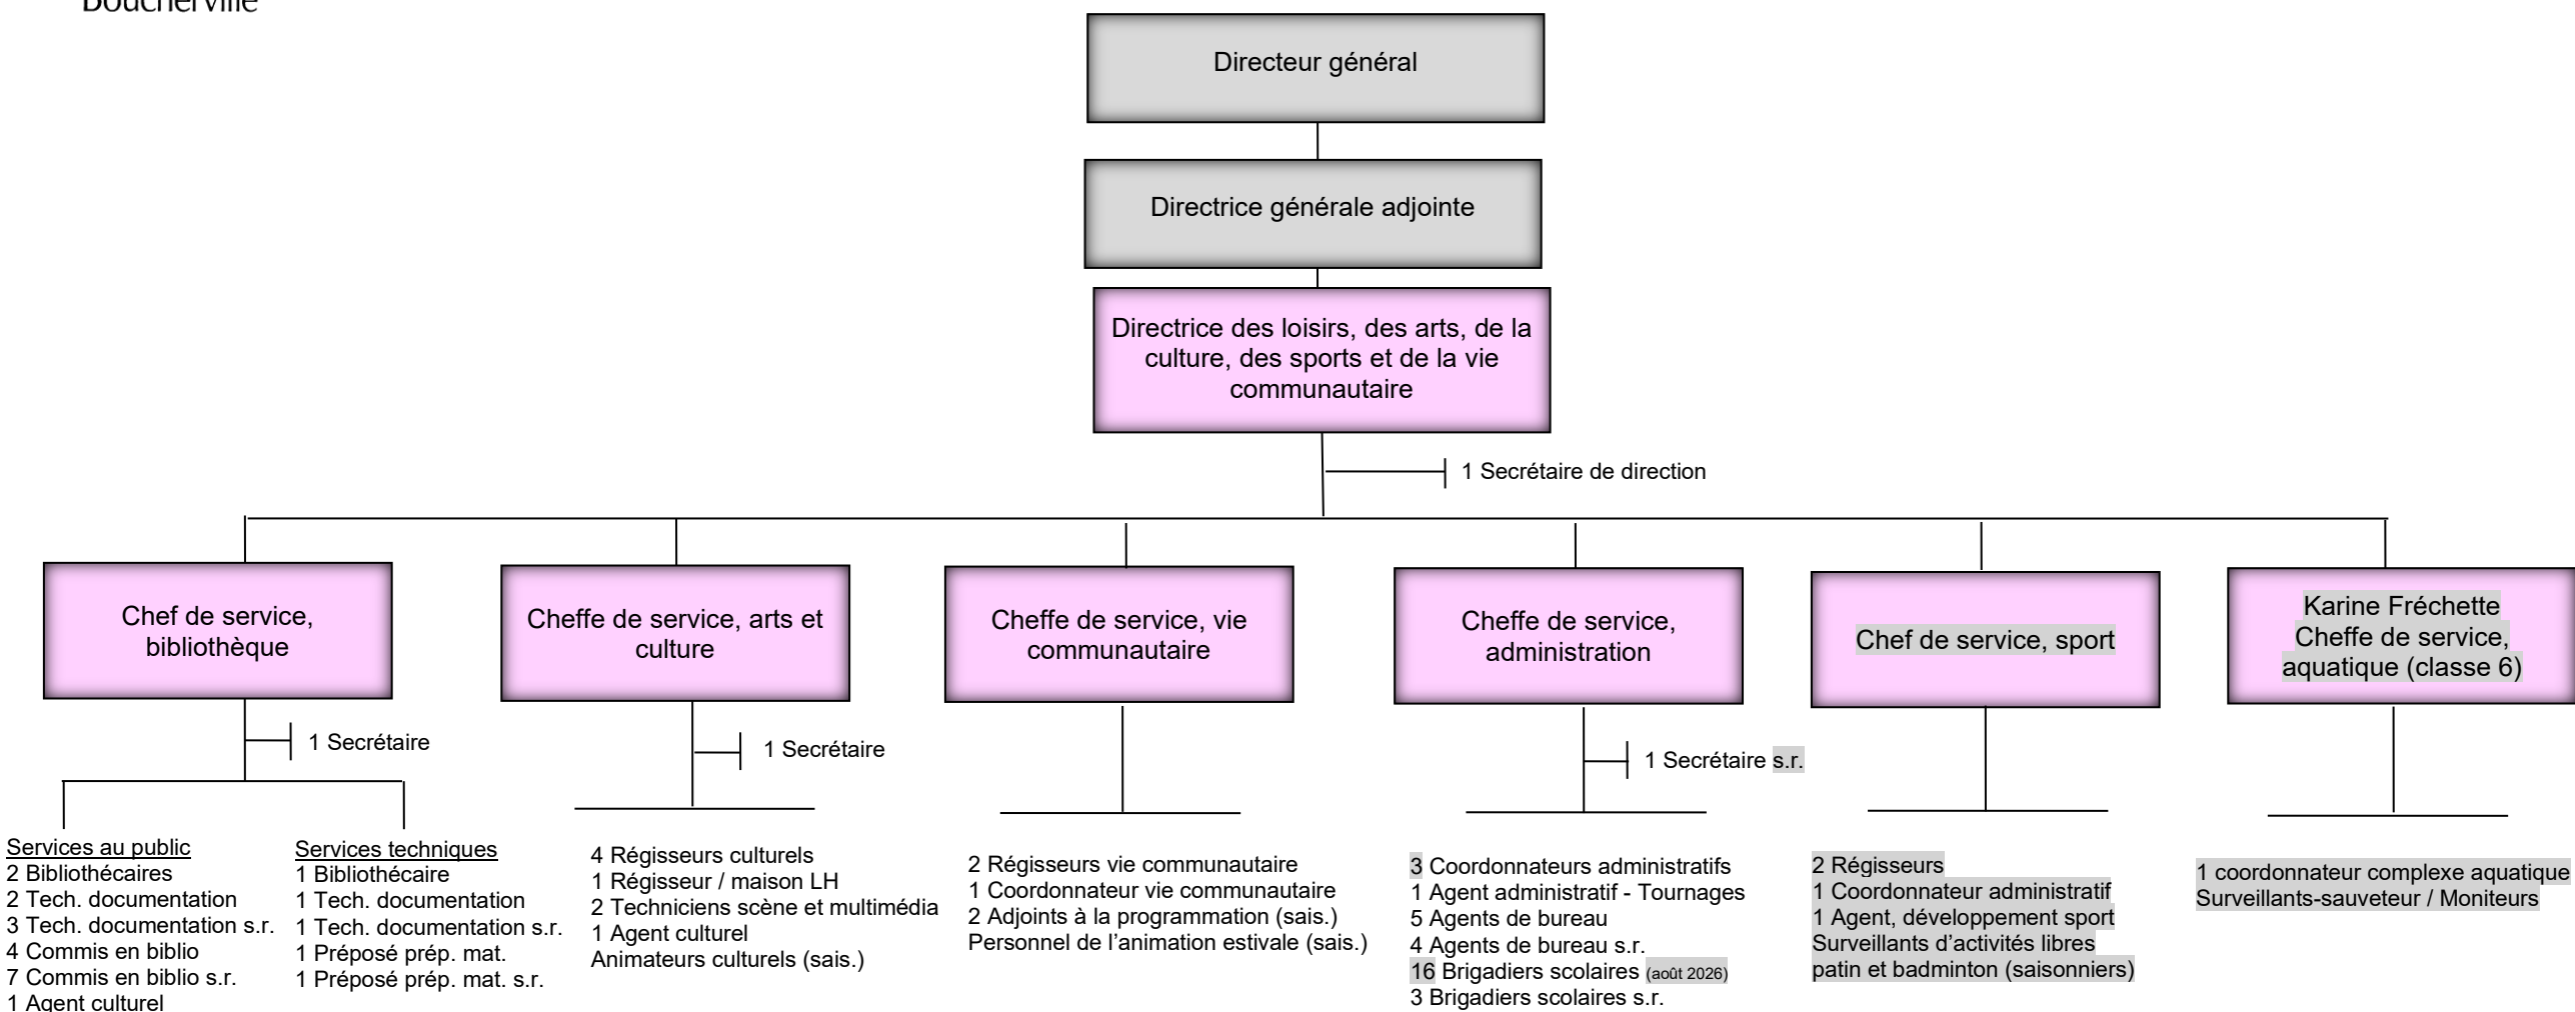 Boucherville
Directeur général
Directrice générale adjointe
Directrice des loisirs, des arts, de la
culture, des sports et de la vie
communautaire
1 Secrétaire de direction
Chef de service,
bibliothèque
1 Secrétaire
Services au public
2 Bibliothécaires
2 Tech. documentation
3 Tech. documentation s.r.
4 Commis en biblio
7 Commis en biblio s.r.
1 Agent culturel
Services techniques
1 Bibliothécaire
1 Tech. documentation
1 Tech. documentation s.r.
1 Préposé prép. mat.
1 Préposé prép. mat. s.r.
Cheffe de service, arts et
culture
1 Secrétaire
4 Régisseurs culturels
1 Régisseur / maison LH
2 Techniciens scène et multimédia
1 Agent culturel
Animateurs culturels (sais.)
Cheffe de service, vie
communautaire
2 Régisseurs vie communautaire
1 Coordonnateur vie communautaire
2 Adjoints à la programmation (sais.)
Personnel de l’animation estivale (sais.)
Cheffe de service,
administration
1 Secrétaire s.r.
3 Coordonnateurs administratifs
1 Agent administratif - Tournages
5 Agents de bureau
4 Agents de bureau s.r.
16 Brigadiers scolaires (août 2026)
3 Brigadiers scolaires s.r.
Chef de service, sport
2 Régisseurs
1 Coordonnateur administratif
1 Agent, développement sport
Surveillants d’activités libres
patin et badminton (saisonniers)
Karine Fréchette
Cheffe de service,
aquatique (classe 6)
1 coordonnateur complexe aquatique
Surveillants-sauveteur / Moniteurs